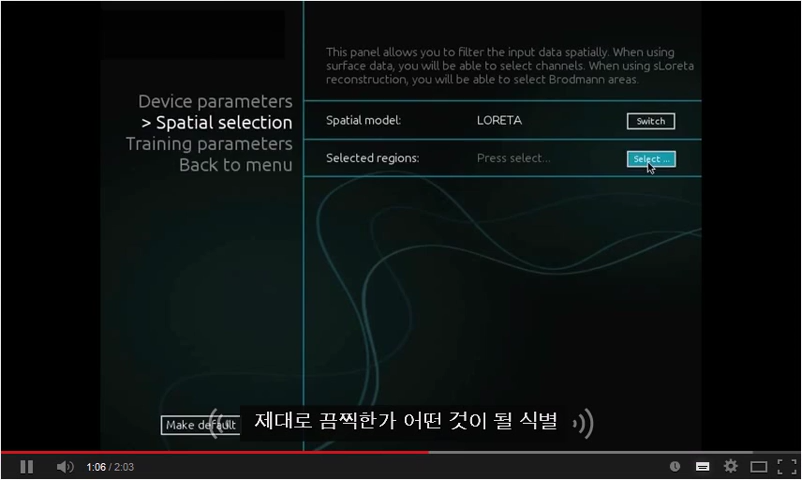 This panel allows you to filter the input data spatially. When using
surface data, you will be able to select channels. When using sLoreta
reconstruction, you will be able to select Brodmann areas.
Device parameters
> Spatial selection
Training parameters
Back to menu
Spatial model: LORETA Switch
Selected regions: Press select... Select ...
Make default
제대로 끔찍한가 어떤 것이 될 식별
1:06 / 2:03